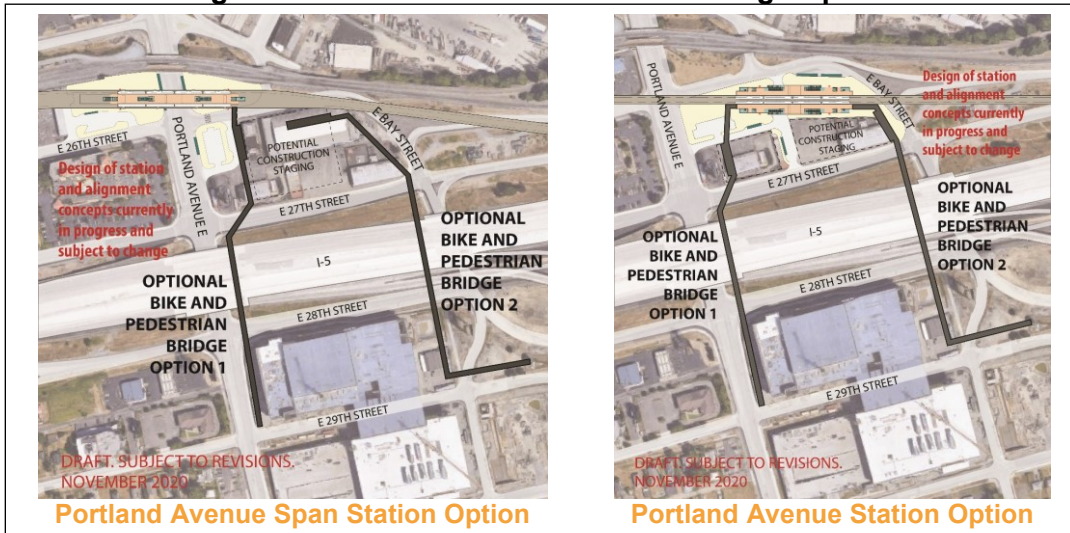 PORTLAND AVENUE E
E 26TH STREET
E BAY STREET
POTENTIAL
CONSTRUCTION
STAGING
Design of station
and alignment
concepts currently
in progress and
subject to change
E 27TH STREET
OPTIONAL
BIKE AND
PEDESTRIAN
BRIDGE
OPTION 2
I-5
OPTIONAL
BIKE AND
PEDESTRIAN
BRIDGE
OPTION 1
E 28TH STREET
E 29TH STREET
DRAFT. SUBJECT TO REVISIONS.
NOVEMBER 2020
Portland Avenue Span Station Option
PORTLAND AVENUE E
E BAY STREET
Design of station
and alignment
concepts currently
in progress and
subject to change
POTENTIAL
CONSTRUCTION
STAGING
E 27TH STREET
OPTIONAL
BIKE AND
PEDESTRIAN
BRIDGE
OPTION 2
I-5
OPTIONAL
BIKE AND
PEDESTRIAN
BRIDGE
OPTION 1
E 28TH STREET
E 29TH STREET
DRAFT. SUBJECT TO REVISIONS.
NOVEMBER 2020
Portland Avenue Station Option